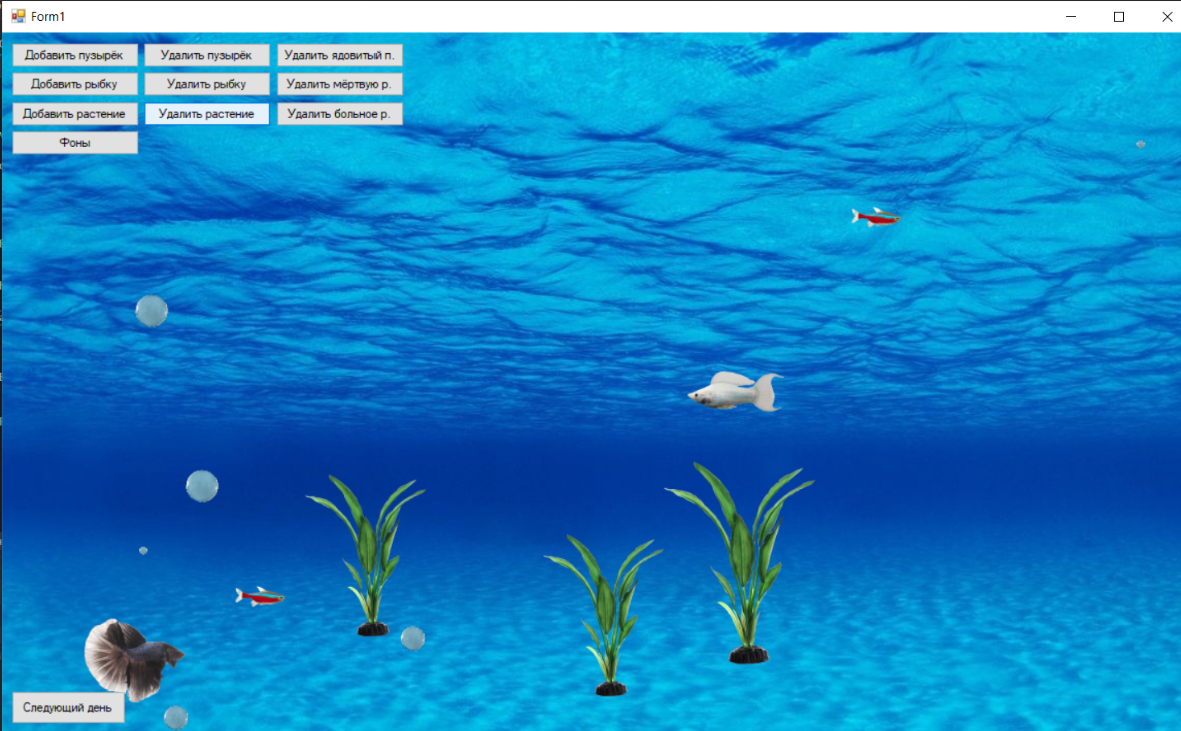 Form1
Добавить пузырёк
Удалить пузырёк
Удалить ядовитый п.
Добавить рыбку
Удалить рыбку
Удалить мёртвую р.
Добавить растение
Удалить растение
Удалить больное р.
Фоны
Следующий день